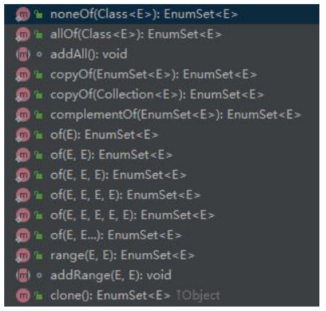 noneOf(Class<E>): EnumSet<E>
allOf(Class<E>): EnumSet<E>
addAll(): void
copyOf(EnumSet<E>): EnumSet<E>
copyOf(Collection<E>): EnumSet<E>
complementOf(EnumSet<E>): EnumSet<E>
of(E): EnumSet<E>
of(E, E): EnumSet<E>
of(E, E, E): EnumSet<E>
of(E, E, E, E): EnumSet<E>
of(E, E, E, E, E): EnumSet<E>
of(E, E...): EnumSet<E>
range(E, E): EnumSet<E>
addRange(E, E): void
clone(): EnumSet<E> ↑Object